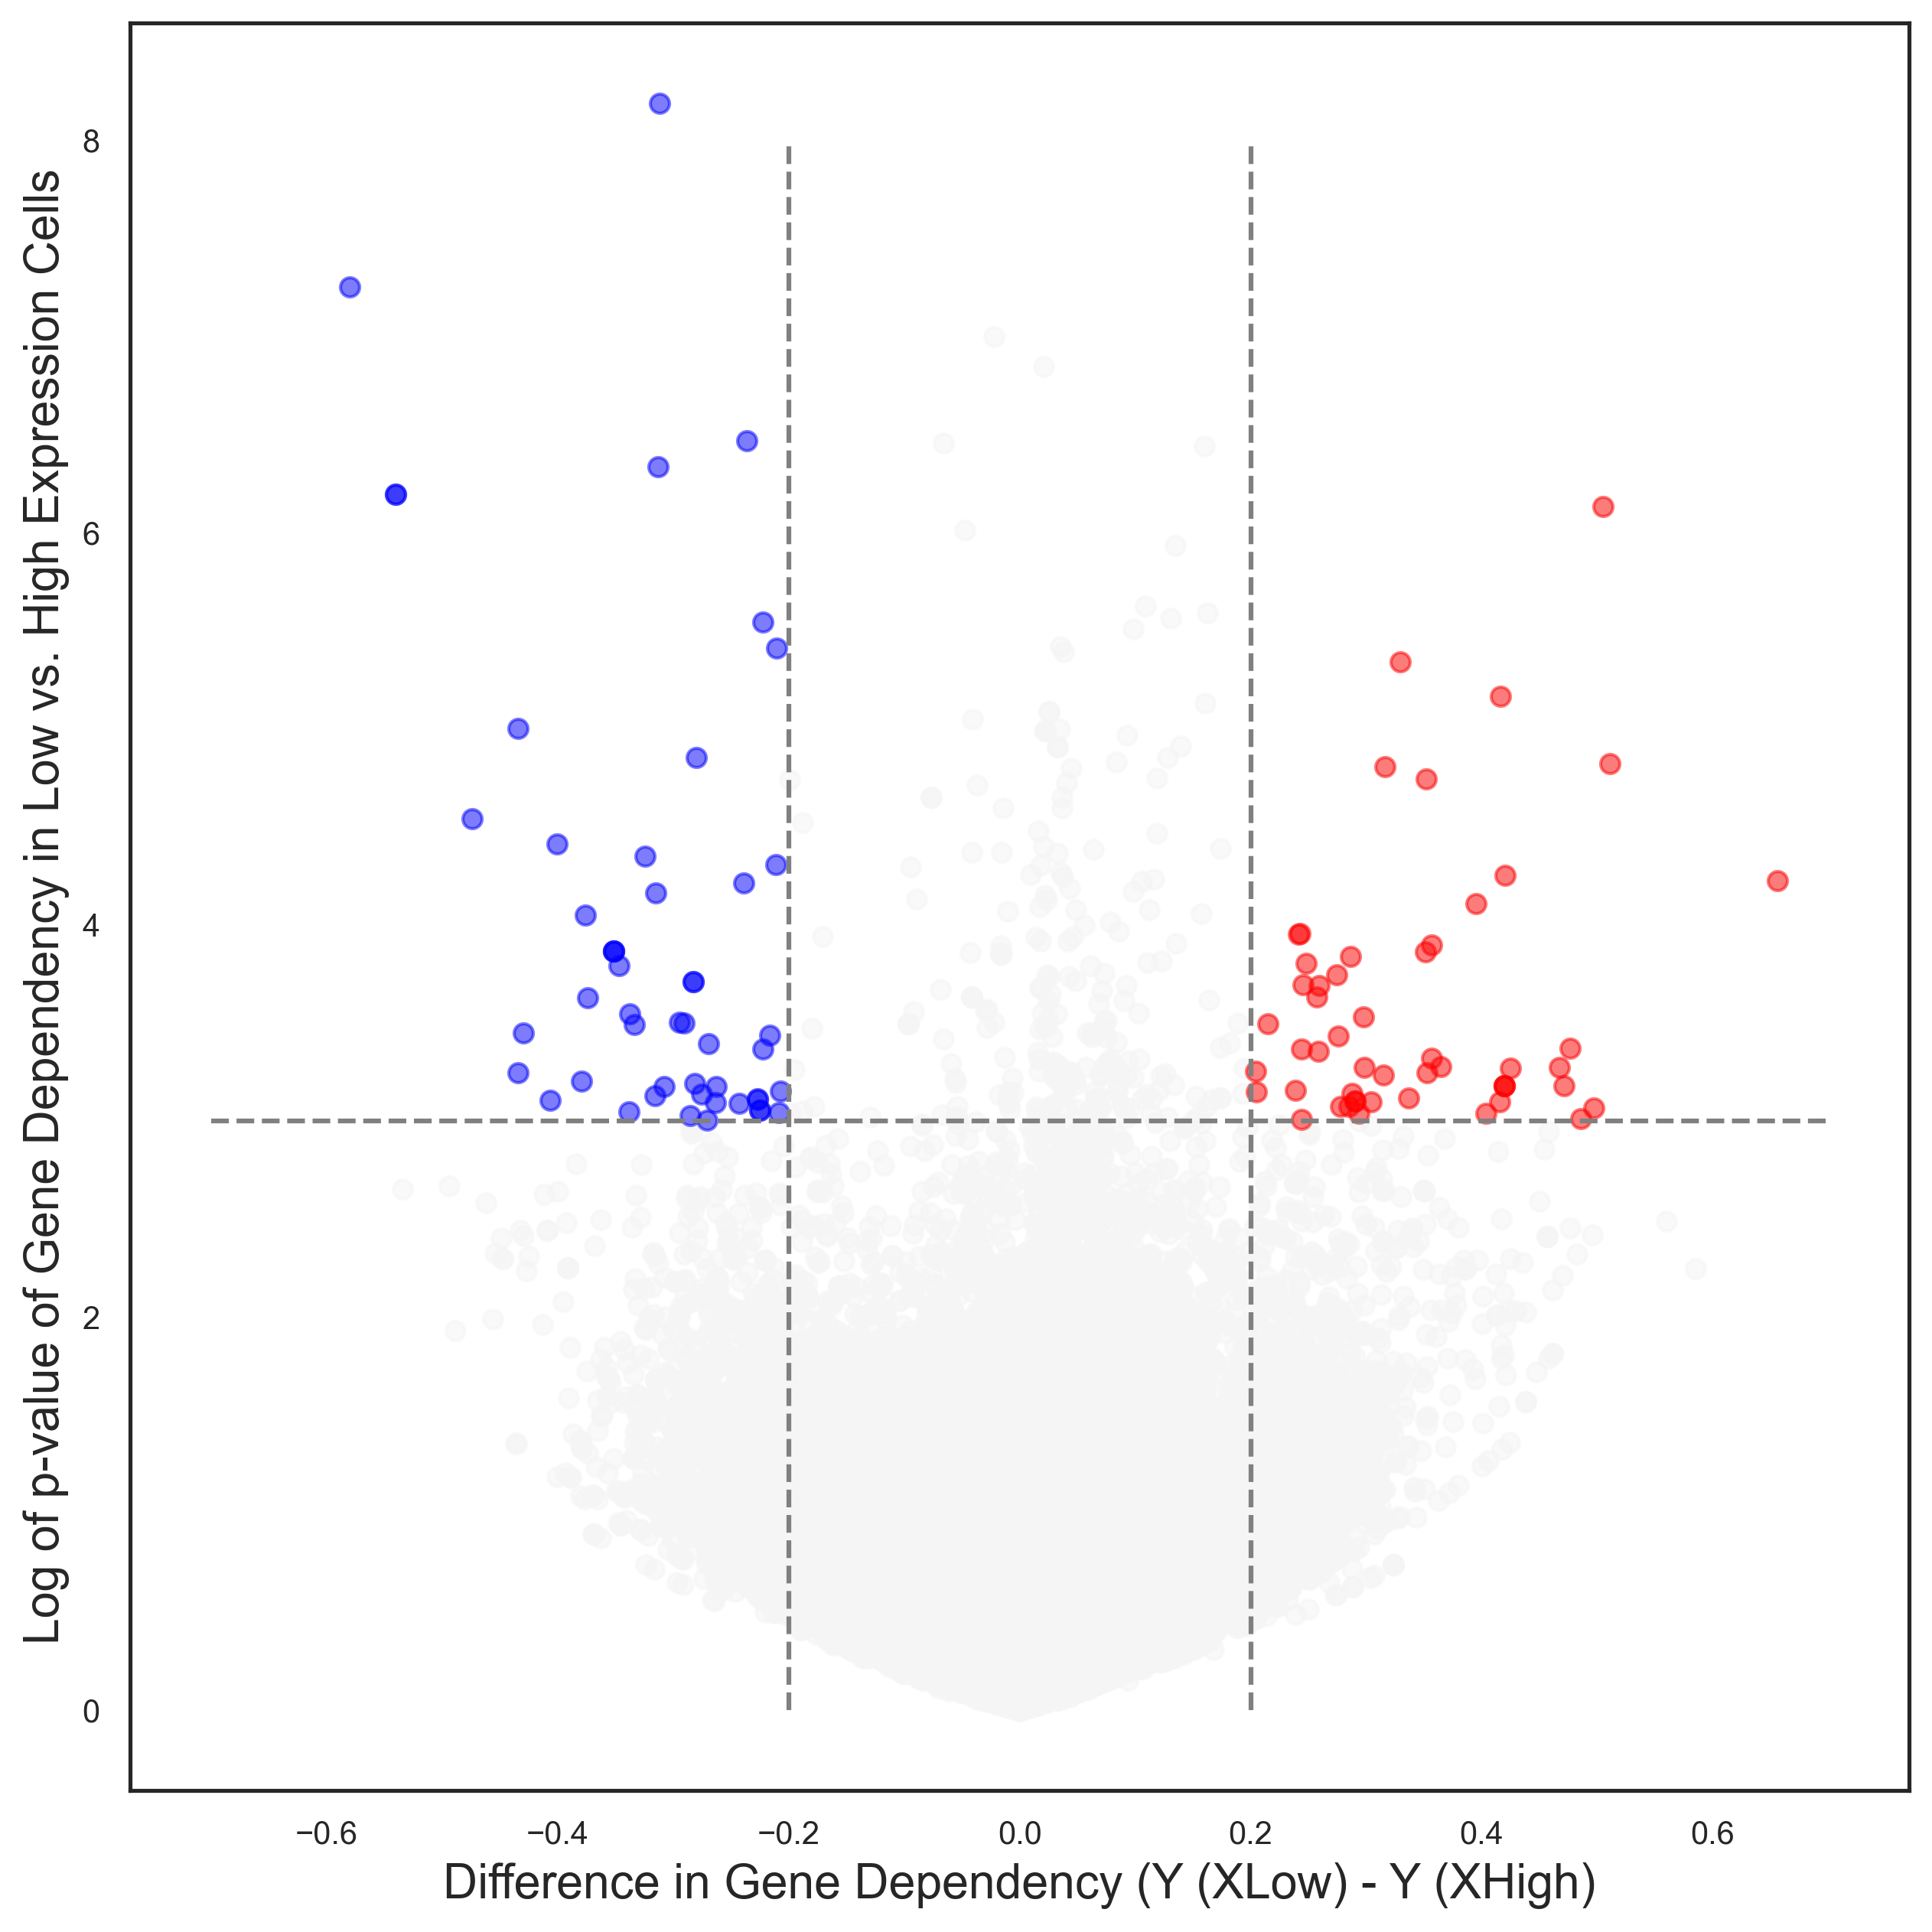 Log of p-value of Gene Dependency in Low vs. High Expression Cells
8
6
4
2
0
−0.6 −0.4 −0.2 0.0 0.2 0.4 0.6
Difference in Gene Dependency (Y (XLow) - Y (XHigh)